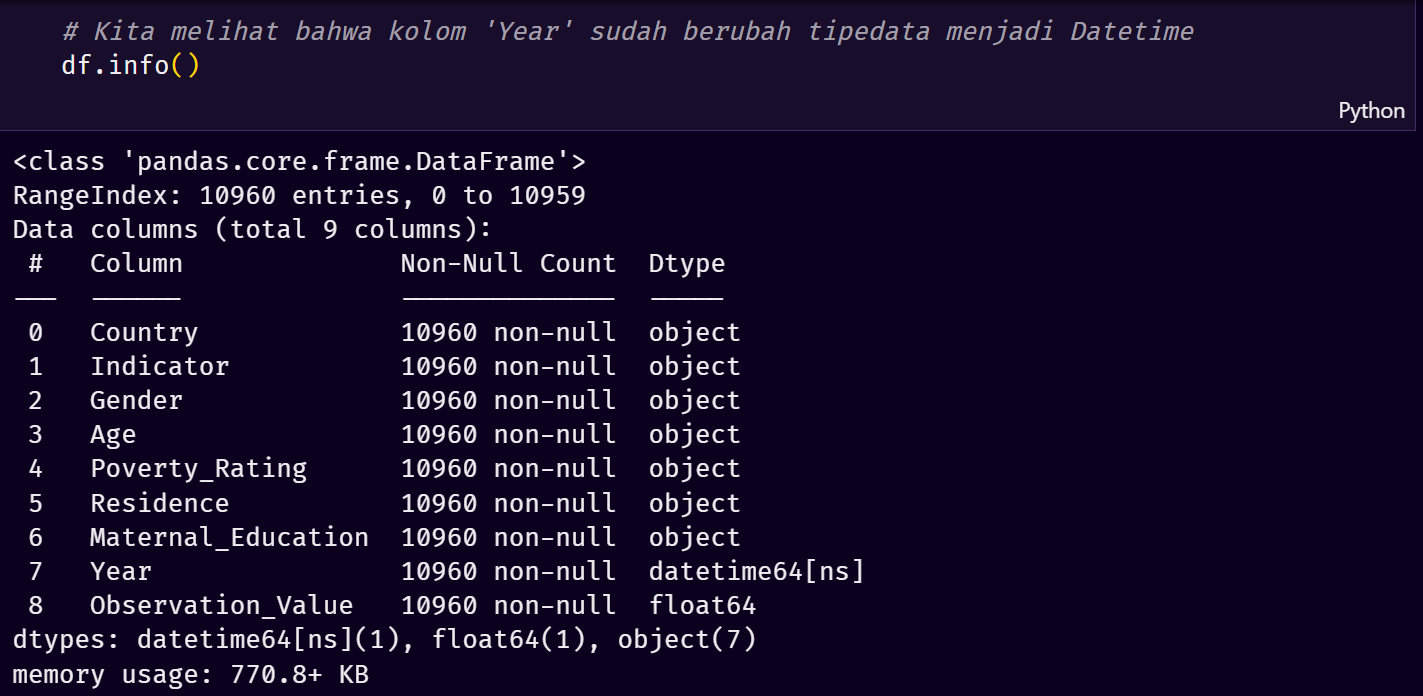 # Kita melihat bahwa kolom 'Year' sudah berubah tipedata menjadi Datetime
df.info()
Python
<class 'pandas.core.frame.DataFrame'>
RangeIndex: 10960 entries, 0 to 10959
Data columns (total 9 columns):
 #   Column              Non-Null Count  Dtype
---  ------              --------------  -----
 0   Country             10960 non-null  object
 1   Indicator           10960 non-null  object
 2   Gender              10960 non-null  object
 3   Age                 10960 non-null  object
 4   Poverty_Rating      10960 non-null  object
 5   Residence           10960 non-null  object
 6   Maternal_Education  10960 non-null  object
 7   Year                10960 non-null  datetime64[ns]
 8   Observation_Value   10960 non-null  float64
dtypes: datetime64[ns](1), float64(1), object(7)
memory usage: 770.8+ KB